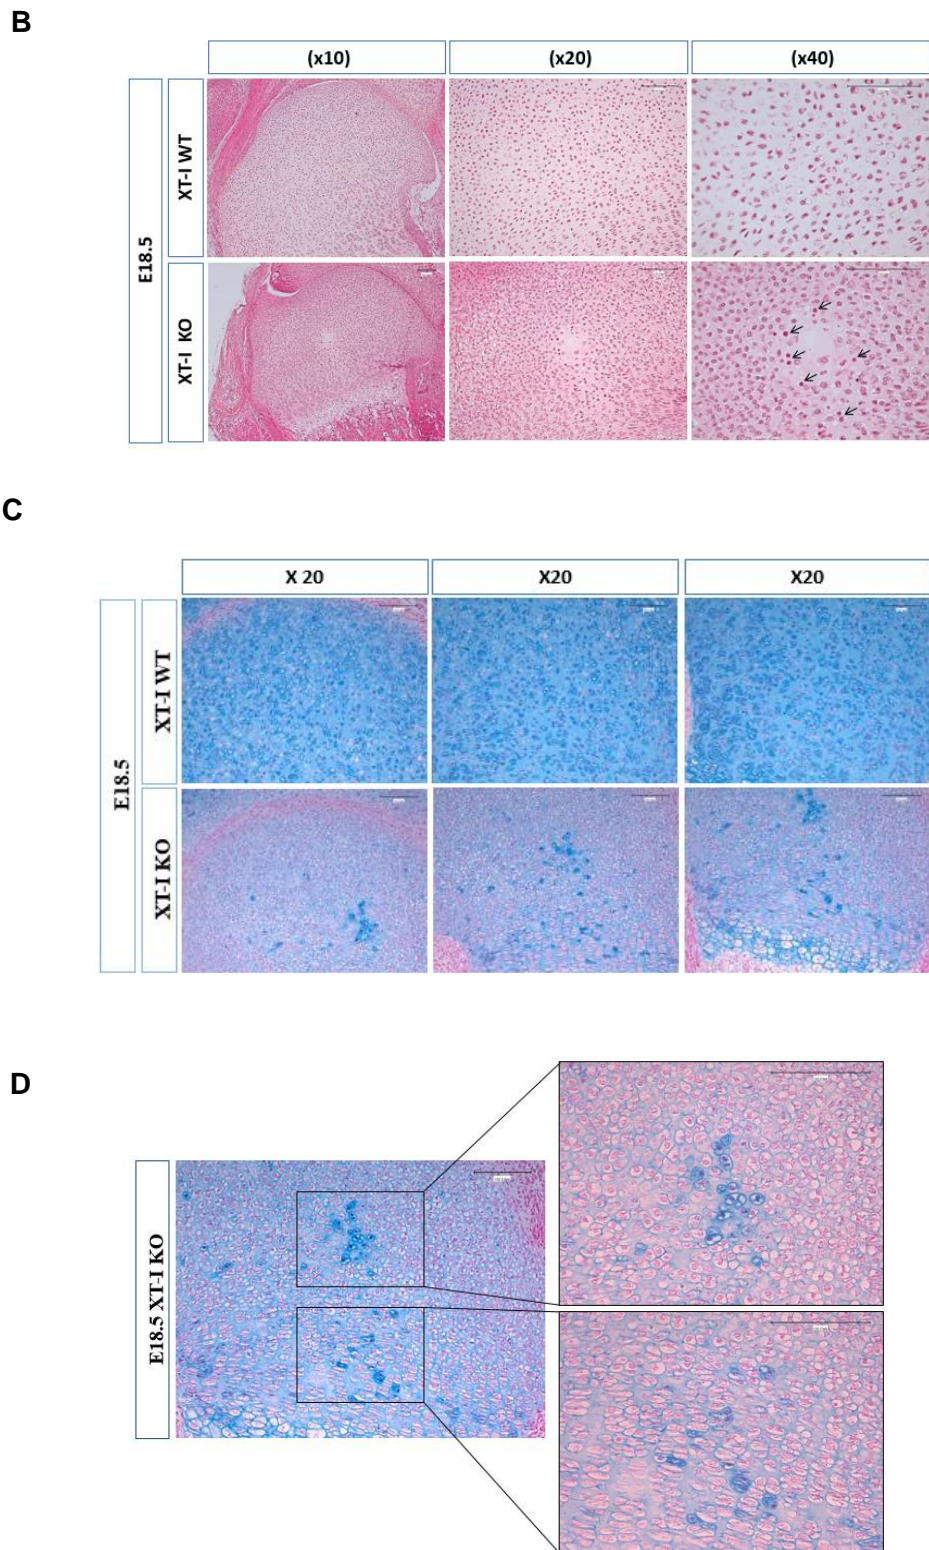 B
(x10) (x20) (x40)
E18.5
XT-I WT
XT-I KO
C
X 20 X20 X20
E18.5
XT-I WT
XT-I KO
D
E18.5 XT-I KO